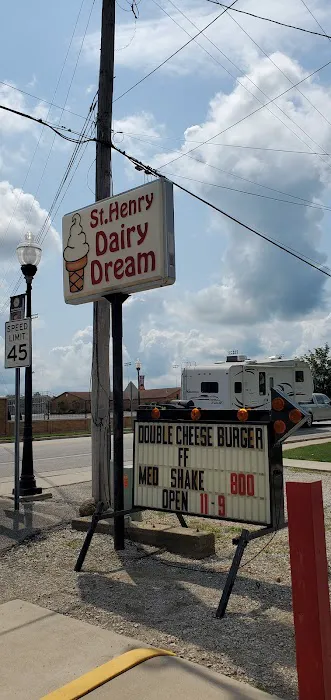 St.Henry
Dairy
Dream
SPEED
LIMIT
45
DOUBLE CHEESE BURGER
FF
MED SHAKE 800
OPEN 11-9